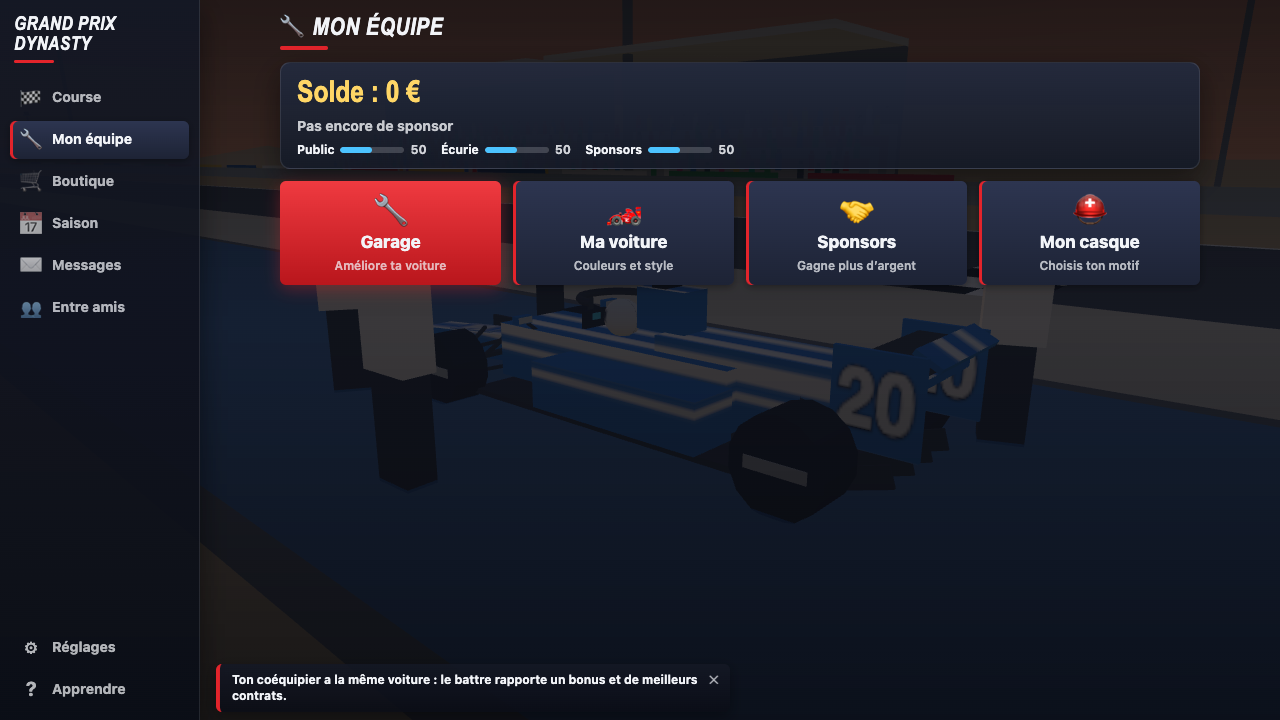 GRAND PRIX
DYNASTY
Course
Mon équipe
Boutique
17
Saison
Messages
Entre amis
Réglages
? Apprendre
MON ÉQUIPE
Solde : 0 €
Pas encore de sponsor
Public 50 Écurie 50 Sponsors 50
Garage
Améliore ta voiture
Ma voiture
Couleurs et style
Sponsors
Gagne plus d'argent
Mon casque
Choisis ton motif
20
Ton coéquipier a la même voiture : le battre rapporte un bonus et de meilleurs
contrats.